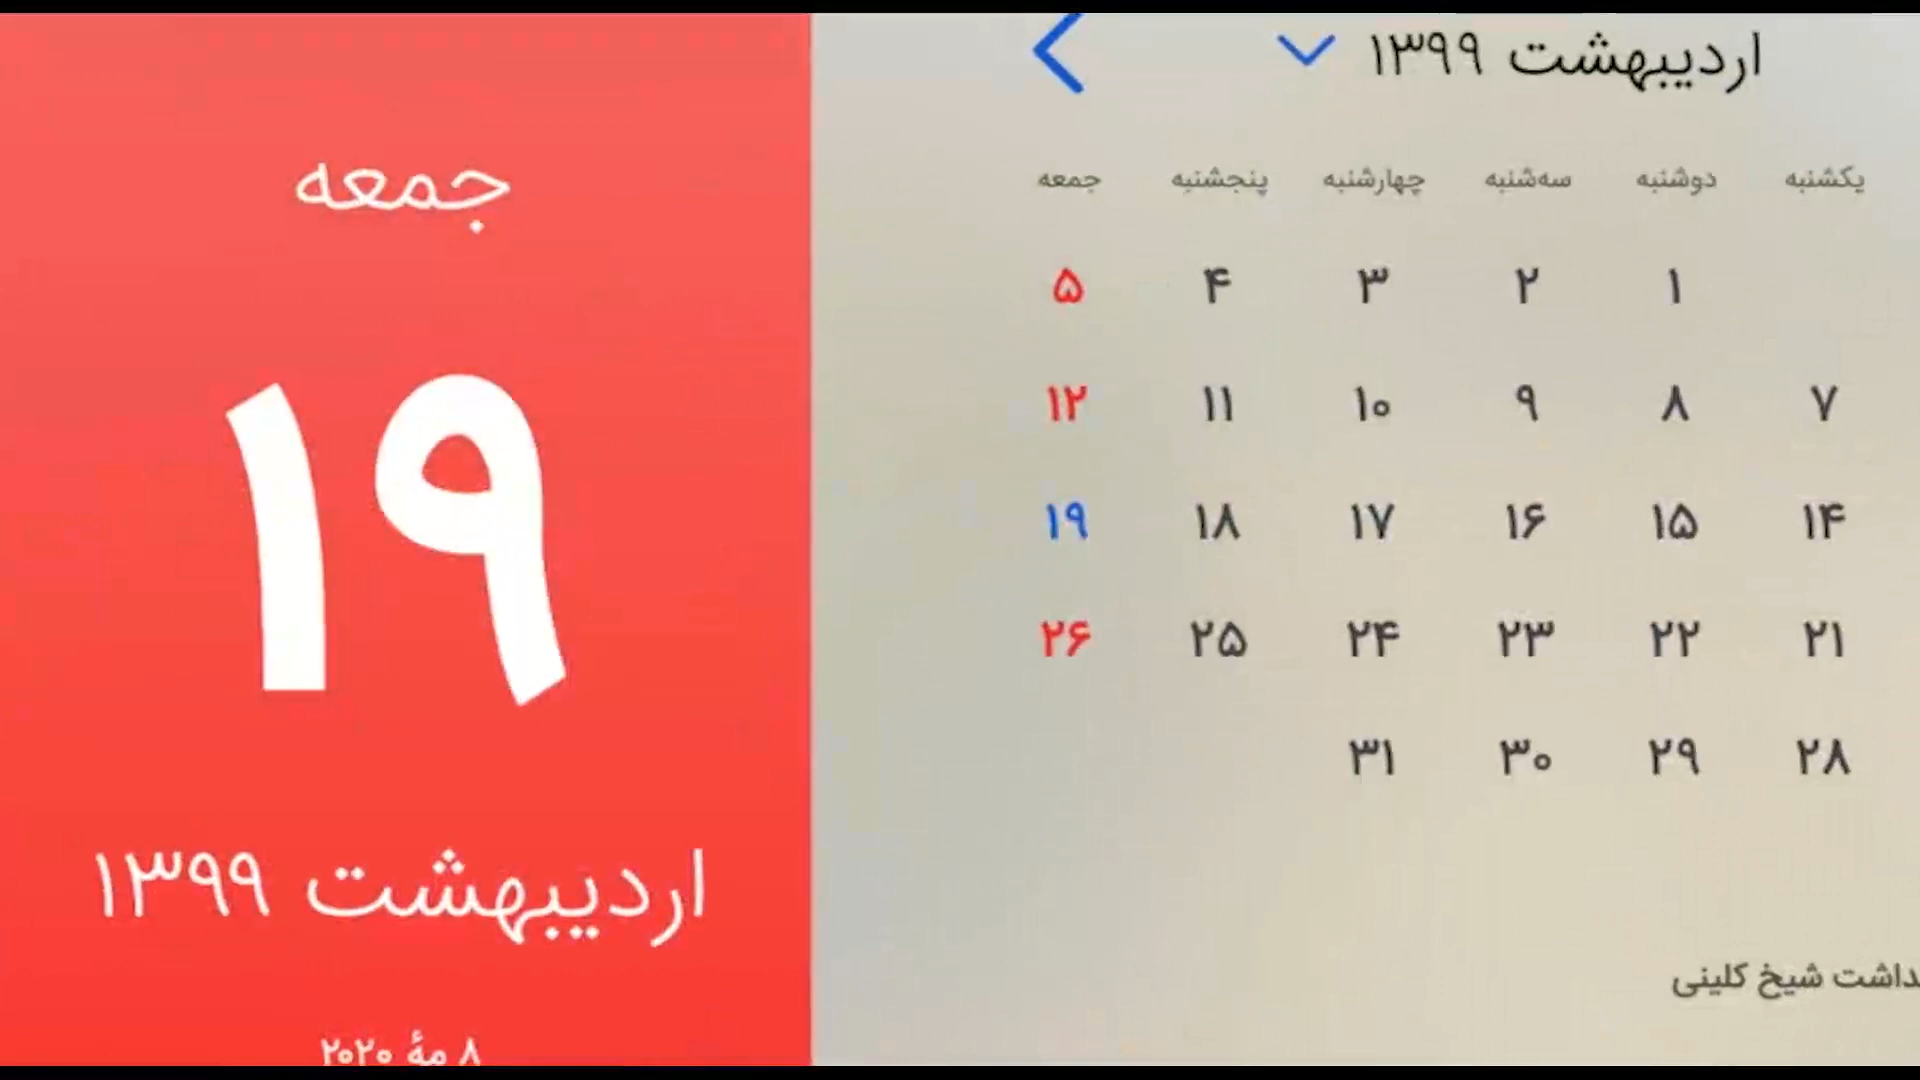 جمعه
۱۹
اردیبهشت ۱۳۹۹
۸ مهٔ ۲۰۲۰
اردیبهشت ۱۳۹۹
یکشنبه دوشنبه سه‌شنبه چهارشنبه پنجشنبه جمعه
۱ ۲ ۳ ۴ ۵
۷ ۸ ۹ ۱۰ ۱۱ ۱۲
۱۴ ۱۵ ۱۶ ۱۷ ۱۸ ۱۹
۲۱ ۲۲ ۲۳ ۲۴ ۲۵ ۲۶
۲۸ ۲۹ ۳۰ ۳۱
شیخ کلینی